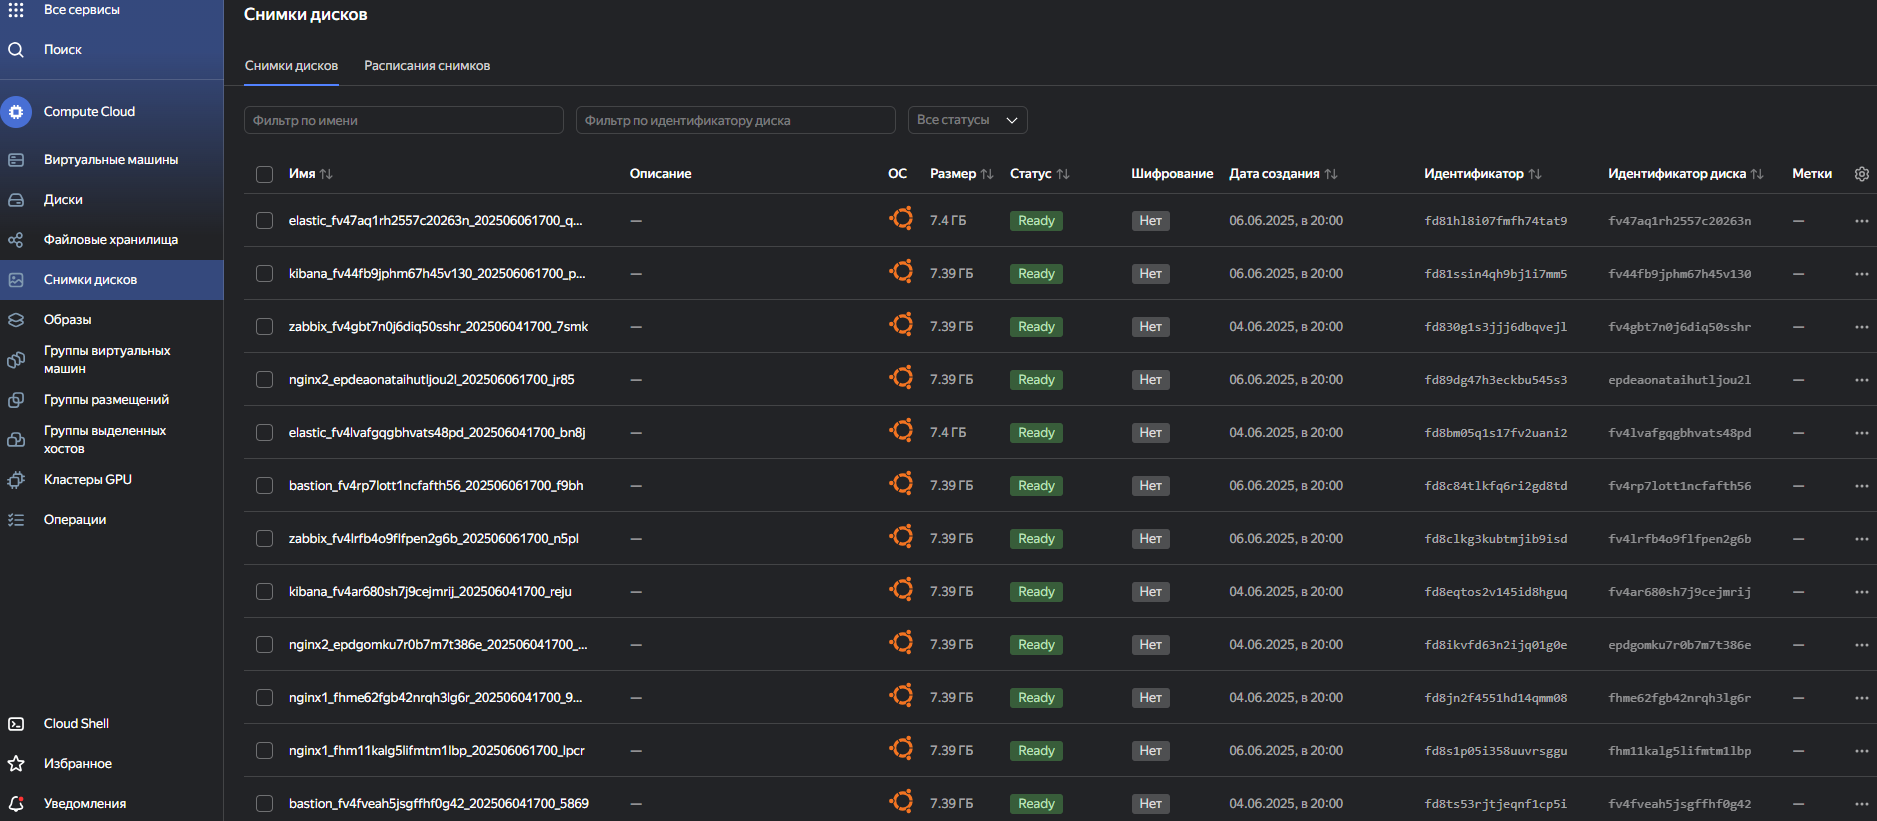 Все сервисы
Поиск
Compute Cloud
Виртуальные машины
Диски
Файловые хранилища
Снимки дисков
Образы
Группы виртуальных
машин
Группы размещений
Группы выделенных
хостов
Кластеры GPU
Операции
Cloud Shell
Избранное
Уведомления
Снимки дисков
Снимки дисков Расписания снимков
Фильтр по имени Фильтр по идентификатору диска Все статусы
Имя Описание ОС Размер Статус Шифрование Дата создания Идентификатор Идентификатор диска Метки
elastic_fv47aq1rh2557c20263n_202506061700_q... — 7.4 ГБ Ready Нет 06.06.2025, в 20:00 fd81hl8i07fmfh74tat9 fv47aq1rh2557c20263n —
kibana_fv44fb9jphm67h45v130_202506061700_p... — 7.39 ГБ Ready Нет 06.06.2025, в 20:00 fd81ssin4qh9bj1i7mm5 fv44fb9jphm67h45v130 —
zabbix_fv4gbt7n0j6diq50sshr_202506041700_7smk — 7.39 ГБ Ready Нет 04.06.2025, в 20:00 fd830g1s3jjj6dbqvejl fv4gbt7n0j6diq50sshr —
nginx2_epdeaonataihutljou2l_202506061700_jr85 — 7.39 ГБ Ready Нет 06.06.2025, в 20:00 fd89dg47h3eckbu545s3 epdeaonataihutljou2l —
elastic_fv4lvafgqgbhvats48pd_202506041700_bn8j — 7.4 ГБ Ready Нет 04.06.2025, в 20:00 fd8bm05q1s17fv2uani2 fv4lvafgqgbhvats48pd —
bastion_fv4rp7lott1ncfafth56_202506061700_f9bh — 7.39 ГБ Ready Нет 06.06.2025, в 20:00 fd8c84tlkfq6ri2gd8td fv4rp7lott1ncfafth56 —
zabbix_fv4lrfb4o9flfpen2g6b_202506061700_n5pl — 7.39 ГБ Ready Нет 06.06.2025, в 20:00 fd8clkg3kubtmjib9isd fv4lrfb4o9flfpen2g6b —
kibana_fv4ar680sh7j9cejmrij_202506041700_reju — 7.39 ГБ Ready Нет 04.06.2025, в 20:00 fd8eqtos2v145id8hguq fv4ar680sh7j9cejmrij —
nginx2_epdgomku7r0b7m7t386e_202506041700_... — 7.39 ГБ Ready Нет 04.06.2025, в 20:00 fd8ikvfd63n2ijq01g0e epdgomku7r0b7m7t386e —
nginx1_fhme62fgb42nrqh3lg6r_202506041700_9... — 7.39 ГБ Ready Нет 04.06.2025, в 20:00 fd8jn2f4551hd14qmm08 fhme62fgb42nrqh3lg6r —
nginx1_fhm11kalg5lifmtm1lbp_202506061700_lpcr — 7.39 ГБ Ready Нет 06.06.2025, в 20:00 fd8s1p05i358uuvrsggu fhm11kalg5lifmtm1lbp —
bastion_fv4fveah5jsgffhf0g42_202506041700_5869 — 7.39 ГБ Ready Нет 04.06.2025, в 20:00 fd8ts53rjtjeqnf1cp5i fv4fveah5jsgffhf0g42 —